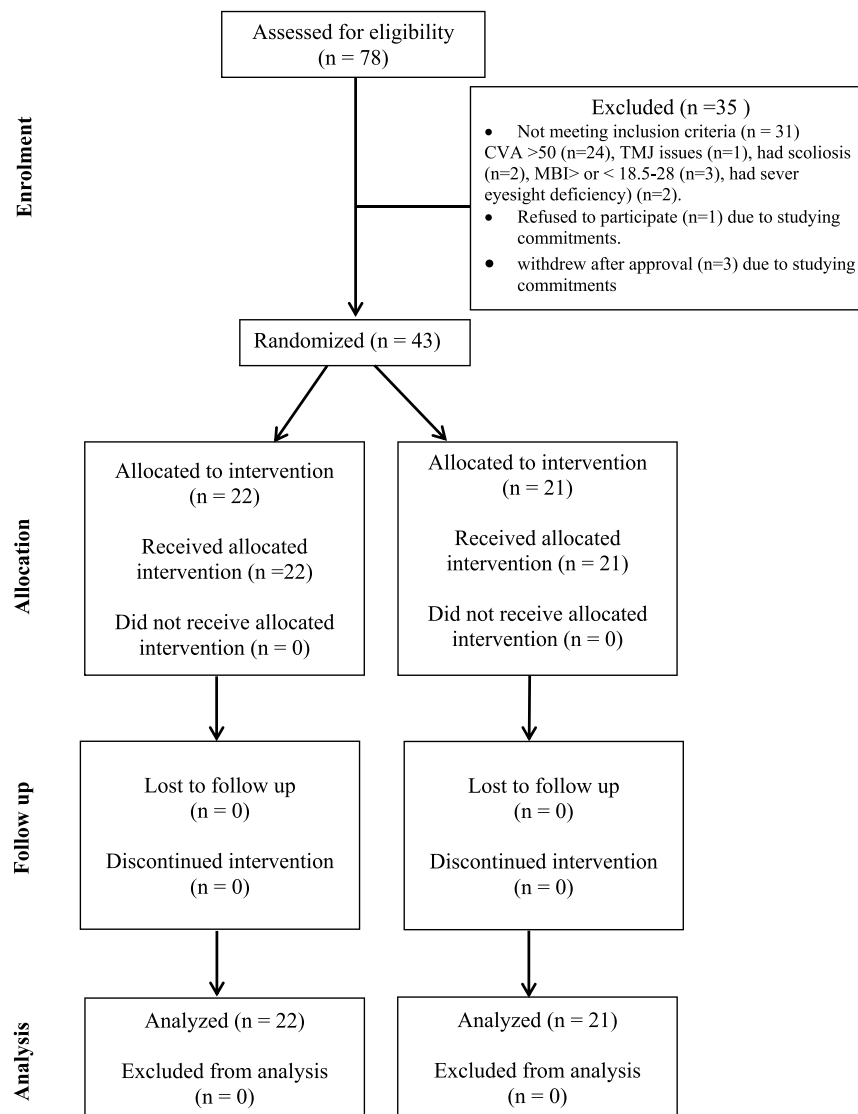 Assessed for eligibility
(n = 78)
Enrolment
Excluded (n =35 )
• Not meeting inclusion criteria (n = 31)
CVA >50 (n=24), TMJ issues (n=1), had scoliosis
(n=2), MBI> or < 18.5-28 (n=3), had sever
eyesight deficiency) (n=2).
• Refused to participate (n=1) due to studying
commitments.
• withdrew after approval (n=3) due to studying
commitments
Randomized (n = 43)
Allocation
Allocated to intervention
(n = 22)
Received allocated
intervention (n =22)
Did not receive allocated
intervention (n = 0)
Allocated to intervention
(n = 21)
Received allocated
intervention (n = 21)
Did not receive allocated
intervention (n = 0)
Follow up
Lost to follow up
(n = 0)
Discontinued intervention
(n = 0)
Lost to follow up
(n = 0)
Discontinued intervention
(n = 0)
Analysis
Analyzed (n = 22)
Excluded from analysis
(n = 0)
Analyzed (n = 21)
Excluded from analysis
(n = 0)